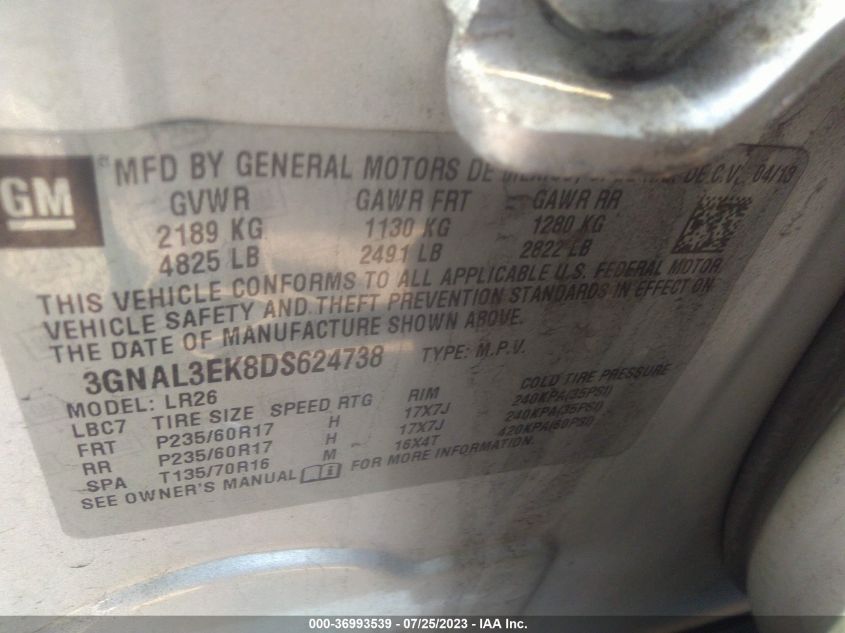 GM
MFD BY GENERAL MOTORS DE DE C.V. 04/13
GVWR GAWR FRT GAWR RR
2189 KG 1130 KG 1280 KG
4825 LB 2491 LB 2822 LB
THIS VEHICLE CONFORMS TO ALL APPLICABLE U.S. FEDERAL MOTOR
VEHICLE SAFETY AND THEFT PREVENTION STANDARDS IN EFFECT ON
THE DATE OF MANUFACTURE SHOWN ABOVE.
3GNAL3EK8DS624738 TYPE: M.P.V.
MODEL: LR26
LBC7 TIRE SIZE SPEED RTG RIM COLD TIRE PRESSURE
FRT P235/60R17 H 17X7J 240KPA(35PSI)
RR P235/60R17 H 17X7J 240KPA(35PSI)
SPA T135/70R16 M 16X4T 420KPA(60PSI)
SEE OWNER'S MANUAL FOR MORE INFORMATION.
000-36993539 - 07/25/2023 - IAA Inc.